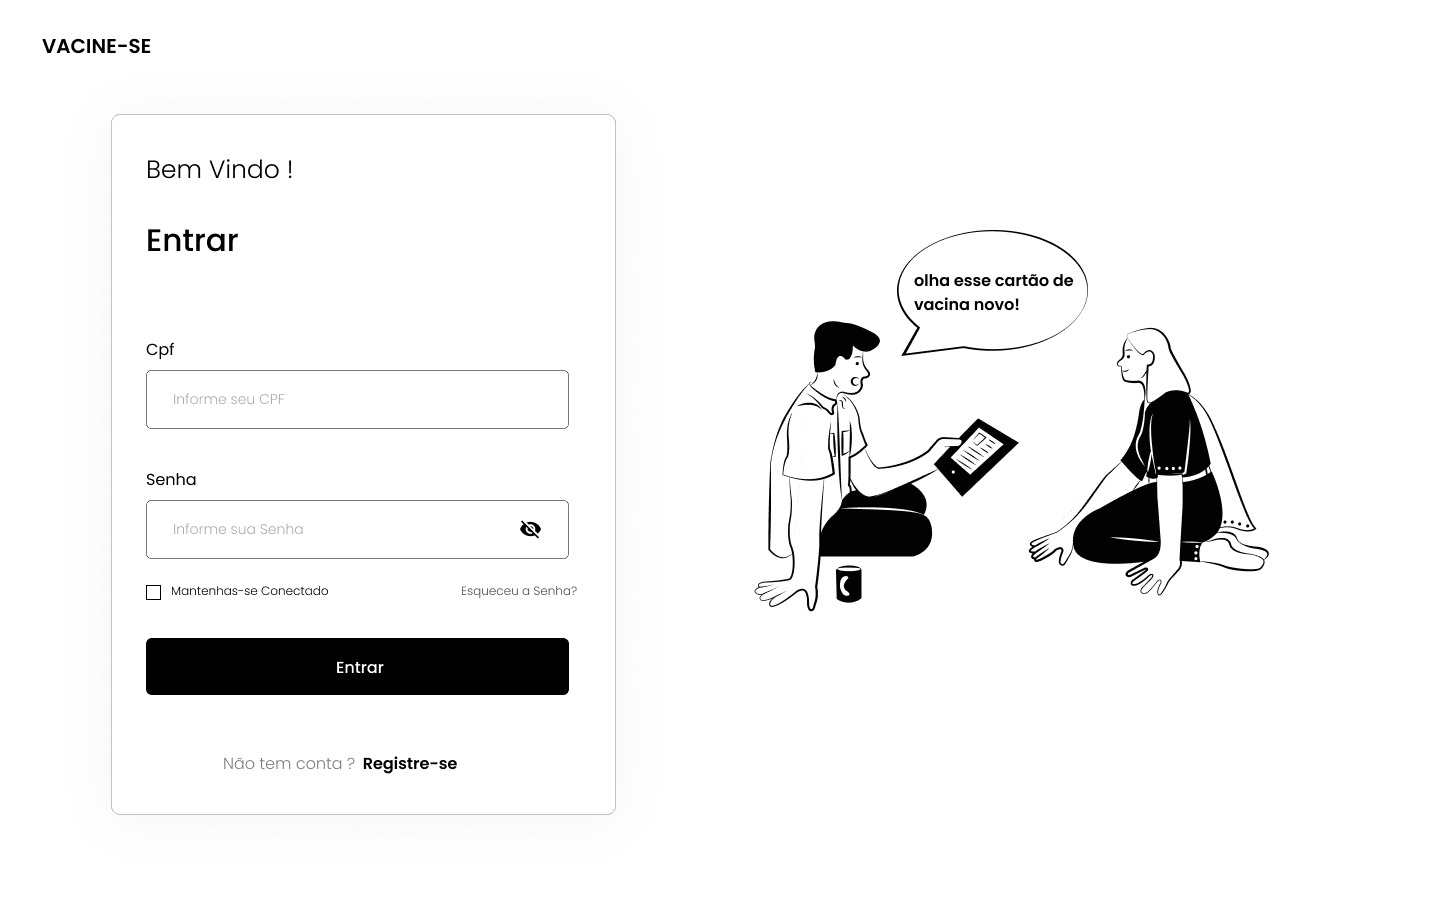 VACINE-SE
Bem Vindo !
Entrar
Cpf
Informe seu CPF
Senha
Informe sua Senha
Mantenhas-se Conectado
Esqueceu a Senha?
Entrar
Não tem conta ? Registre-se
olha esse cartão de
vacina novo!